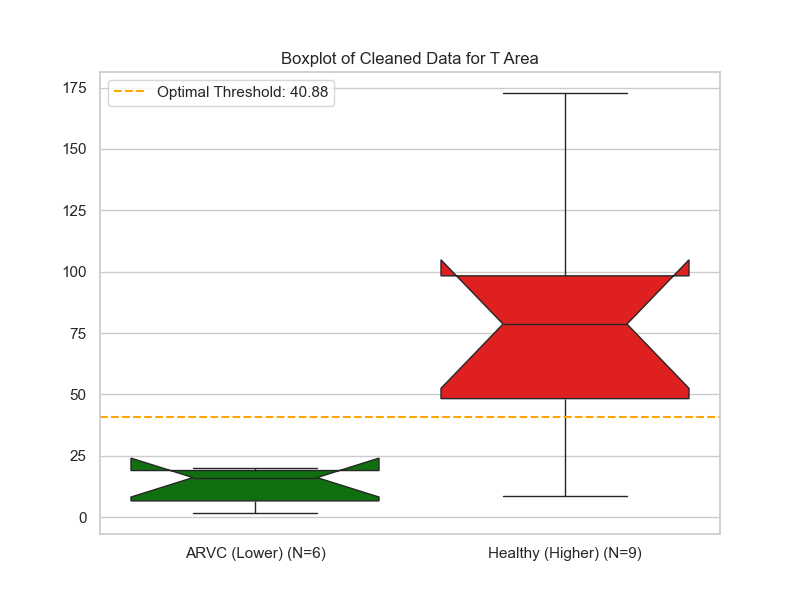 Boxplot of Cleaned Data for T Area
Optimal Threshold: 40.88
175
150
125
100
75
50
25
0
ARVC (Lower) (N=6)
Healthy (Higher) (N=9)